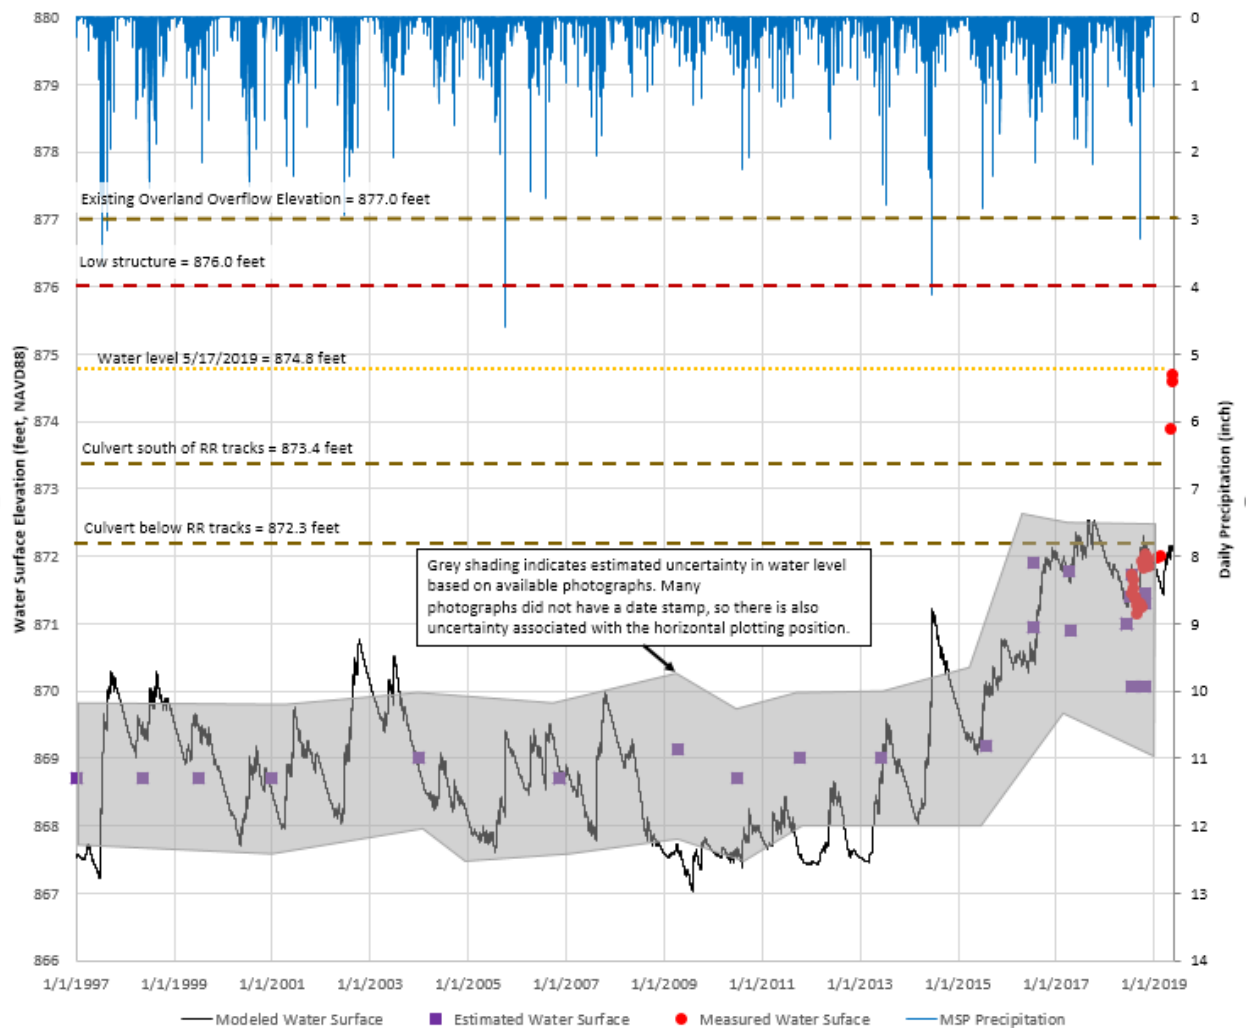 880
879
878
877
876
875
874
873
872
871
870
869
868
867
866
Water Surface Elevation (feet, NAVD88)
0
1
2
3
4
5
6
7
8
9
10
11
12
13
14
Daily Precipitation (inch)
Existing Overland Overflow Elevation = 877.0 feet
Low structure = 876.0 feet
Water level 5/17/2019 = 874.8 feet
Culvert south of RR tracks = 873.4 feet
Culvert below RR tracks = 872.3 feet
Grey shading indicates estimated uncertainty in water level
based on available photographs. Many
photographs did not have a date stamp, so there is also
uncertainty associated with the horizontal plotting position.
1/1/1997 1/1/1999 1/1/2001 1/1/2003 1/1/2005 1/1/2007 1/1/2009 1/1/2011 1/1/2013 1/1/2015 1/1/2017 1/1/2019
Modeled Water Surface Estimated Water Surface Measured Water Suface MSP Precipitation